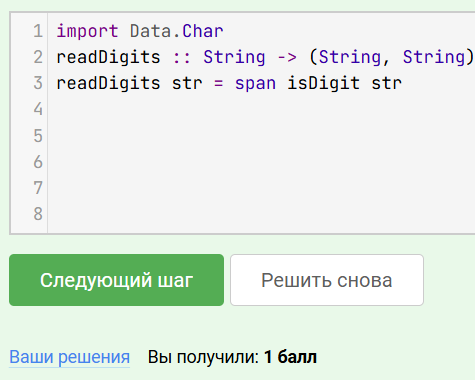 1 import Data.Char
2 readDigits :: String -> (String, String)
3 readDigits str = span isDigit str
4
5
6
7
8
Следующий шаг Решить снова
Ваши решения Вы получили: 1 балл